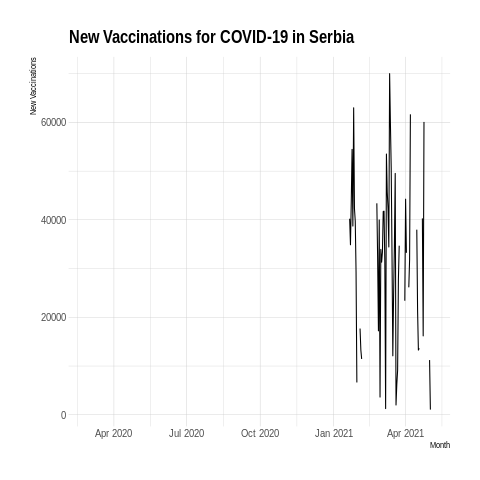 New Vaccinations for COVID-19 in Serbia
New Vaccinations
60000
40000
20000
0
Apr 2020 Jul 2020 Oct 2020 Jan 2021 Apr 2021
Month